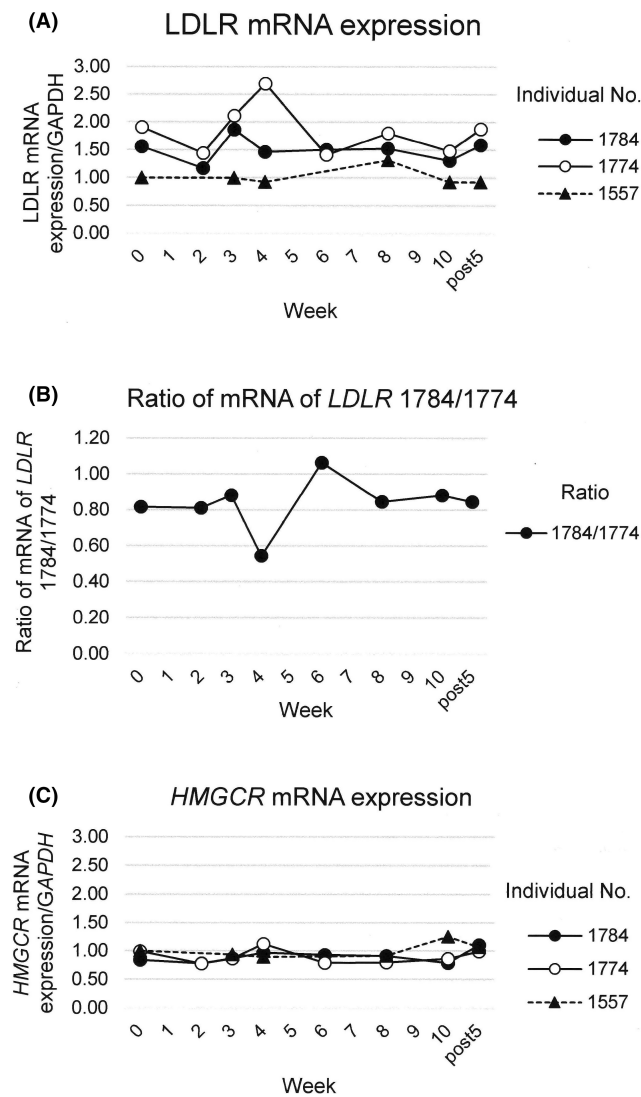 (A)
LDLR mRNA expression
LDLR mRNA
expression/GAPDH
3.00
2.50
2.00
1.50
1.00
0.50
0.00
0 1 2 3 4 5 6 7 8 9 10 post5
Week
Individual No.
1784
1774
1557
(B)
Ratio of mRNA of LDLR 1784/1774
Ratio of mRNA of LDLR
1784/1774
1.20
1.00
0.80
0.60
0.40
0.20
0.00
0 1 2 3 4 5 6 7 8 9 10 post5
Week
Ratio
1784/1774
(C)
HMGCR mRNA expression
HMGCR mRNA
expression/GAPDH
3.00
2.50
2.00
1.50
1.00
0.50
0.00
0 1 2 3 4 5 6 7 8 9 10 post5
Week
Individual No.
1784
1774
1557